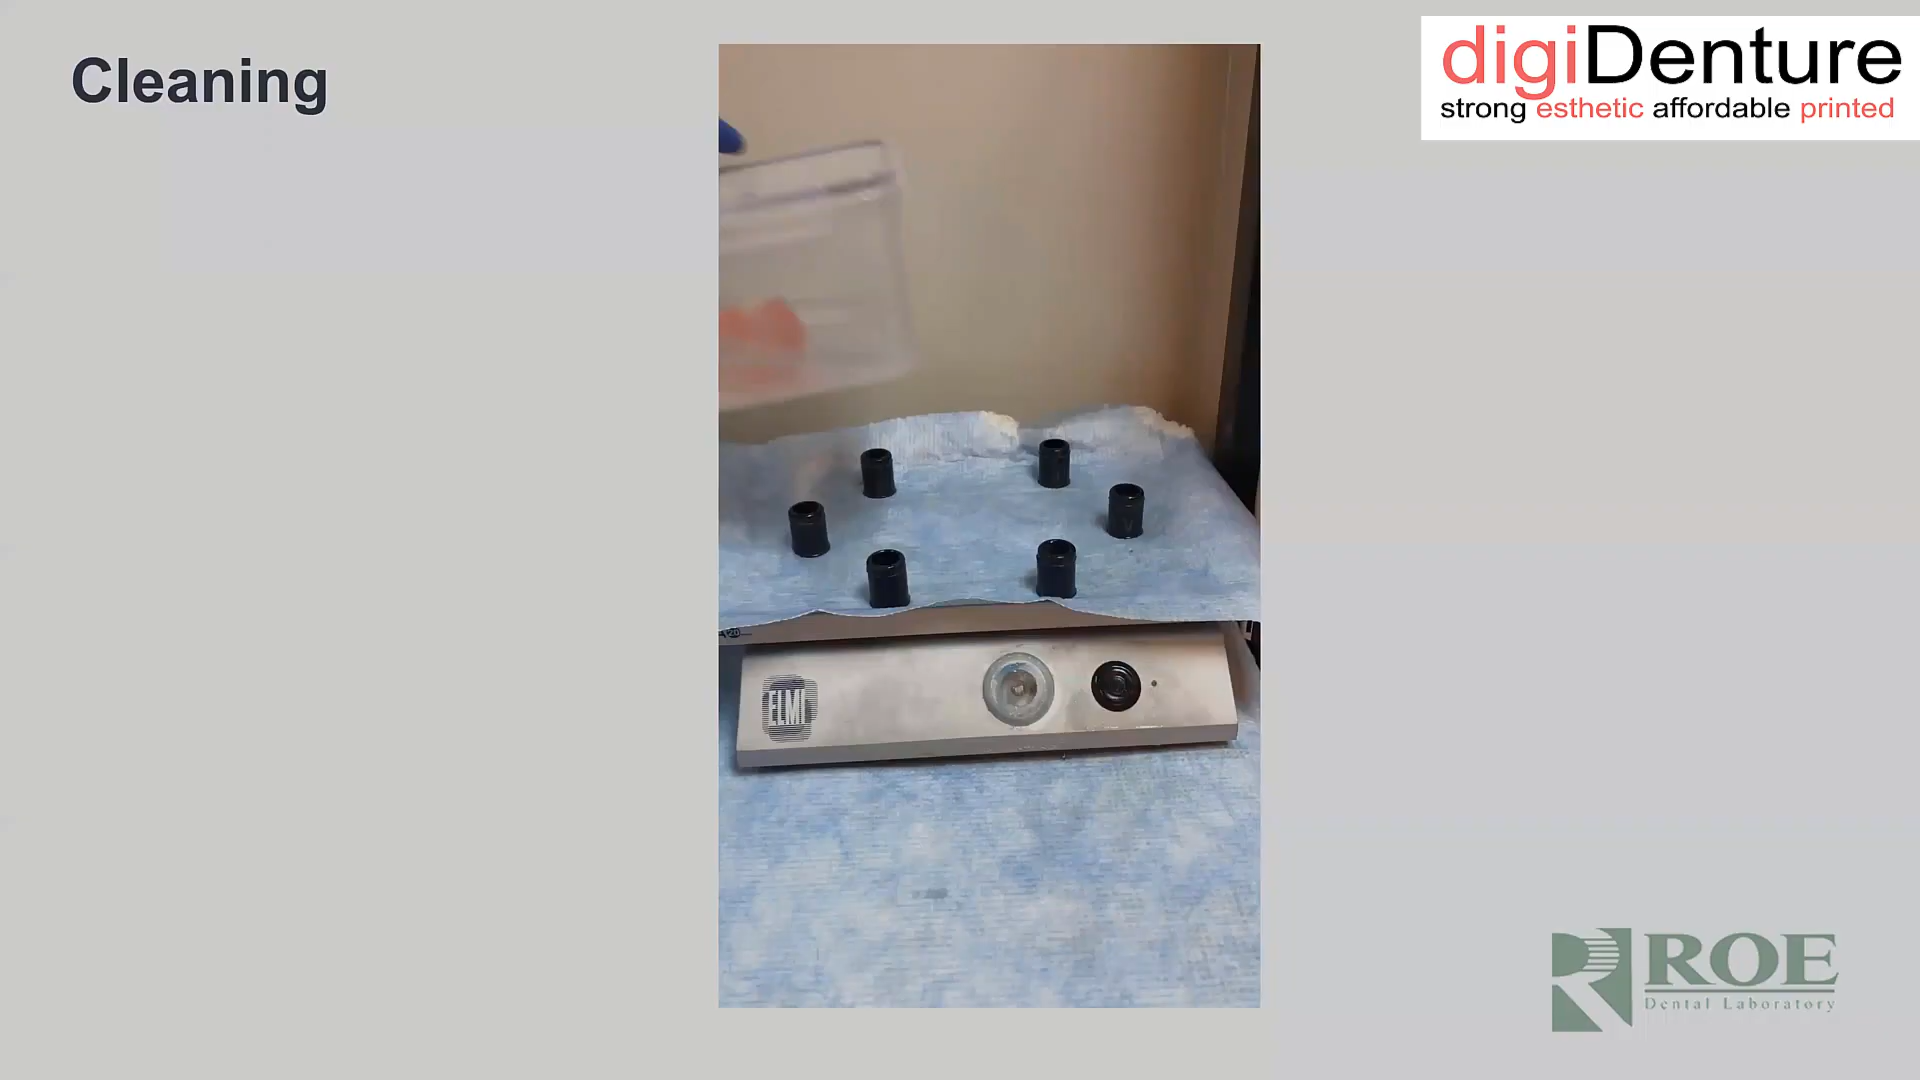 Cleaning
digiDenture
strong esthetic affordable printed
ELMI
ROE
Dental Laboratory